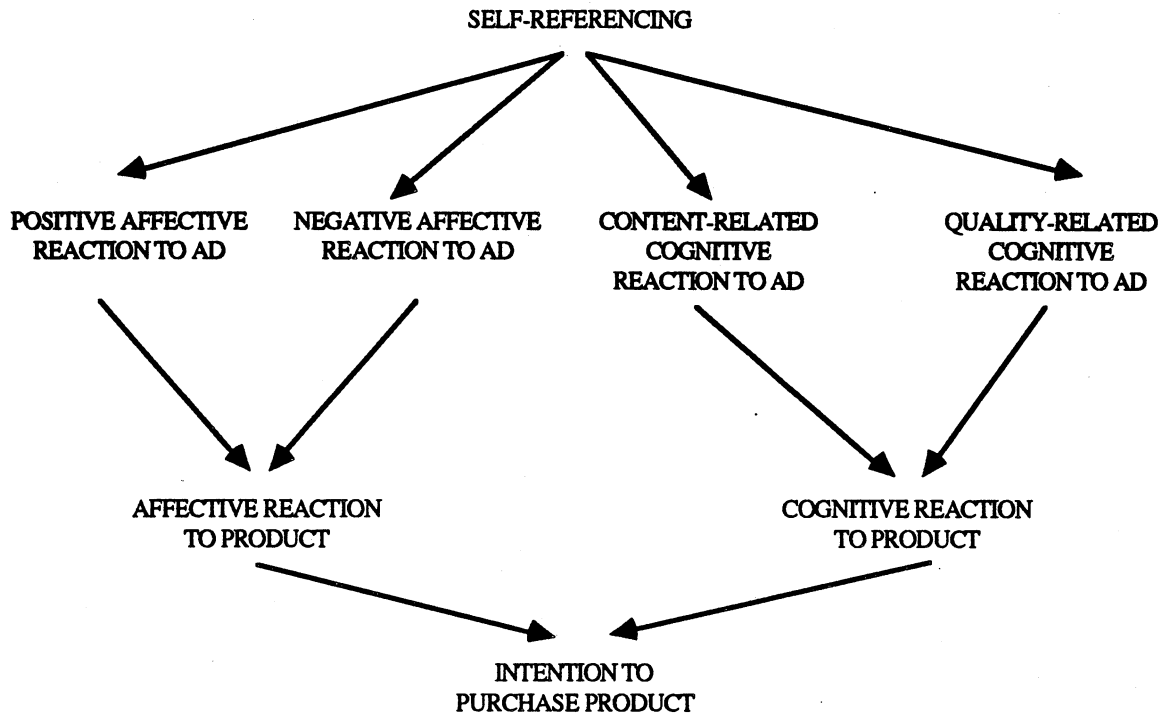 SELF-REFERENCING
POSITIVE AFFECTIVE
REACTION TO AD
NEGATIVE AFFECTIVE
REACTION TO AD
CONTENT-RELATED
COGNITIVE
REACTION TO AD
QUALITY-RELATED
COGNITIVE
REACTION TO AD
AFFECTIVE REACTION
TO PRODUCT
COGNITIVE REACTION
TO PRODUCT
INTENTION TO
PURCHASE PRODUCT